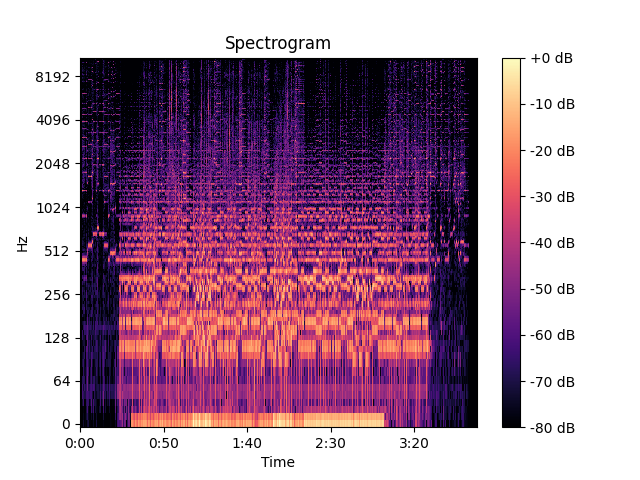 Spectrogram
Hz
8192
4096
2048
1024
512
256
128
64
0
0:00 0:50 1:40 2:30 3:20
Time
+0 dB
-10 dB
-20 dB
-30 dB
-40 dB
-50 dB
-60 dB
-70 dB
-80 dB